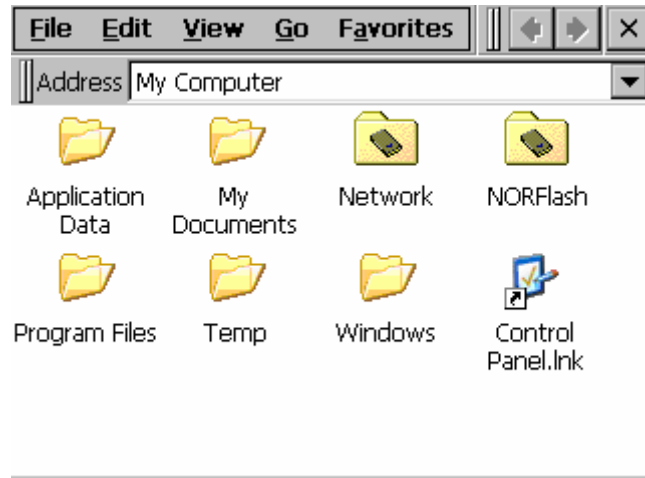 File Edit View Go Favorites
Address My Computer
Application Data
My Documents
Network
NORFlash
Program Files
Temp
Windows
Control Panel.lnk